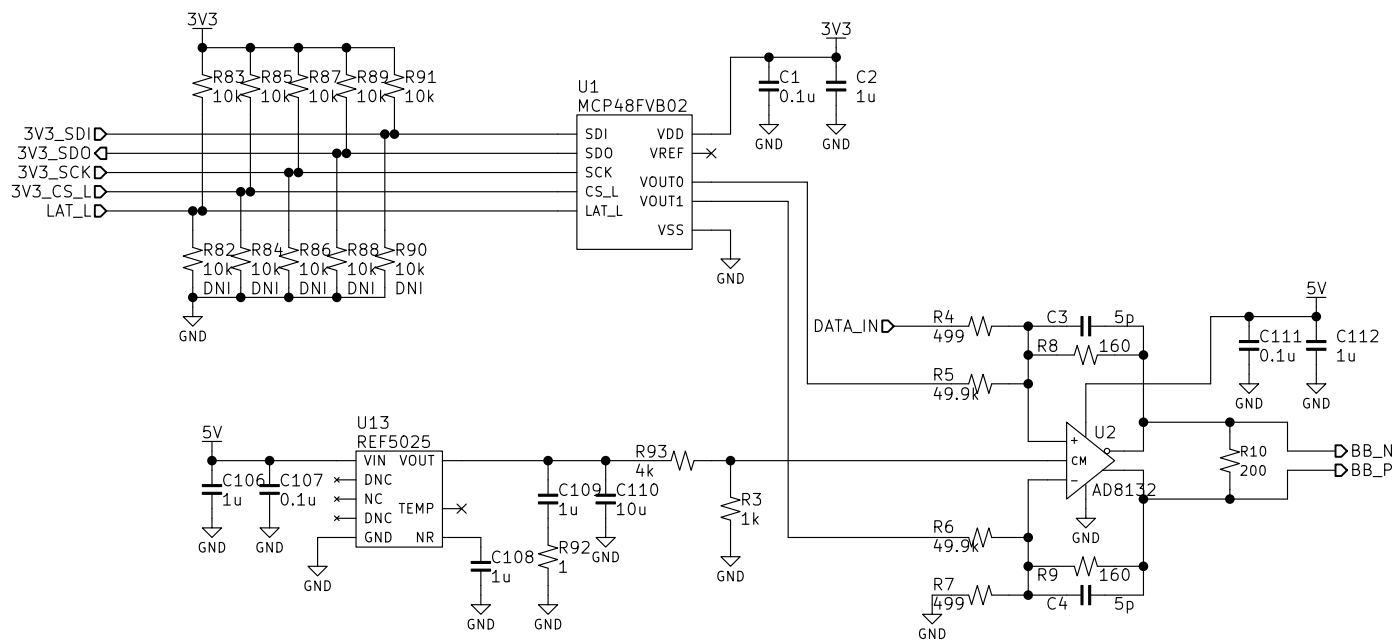 3V3
R83 R85 R87 R89 R91
10k 10k 10k 10k 10k
3V3
C1
0.1u
C2
1u
GND GND
U1
MCP48FVB02
3V3_SDI
3V3_SDO
3V3_SCK
3V3_CS_L
LAT_L
SDI
SDO
SCK
CS_L
LAT_L
VDD
VREF
VOUT0
VOUT1
VSS
GND
R82 R84 R86 R88 R90
10k 10k 10k 10k 10k
DNI DNI DNI DNI DNI
GND
DATA_IN
R4
499
C3 5p
R8 160
R5
49.9k
5V
C111
0.1u
C112
1u
GND GND
U2
+
CM
-
AD8132
GND
R10
200
BB_N
BB_P
5V
C106
1u
C107
0.1u
GND GND
U13
REF5025
VIN
DNC
NC
DNC
GND
VOUT
TEMP
NR
GND
C108
1u
GND
C109
1u
R92
1
GND
C110
10u
GND
R93
4k
R3
1k
GND
R6
49.9k
R9 160
R7
499
C4 5p
GND